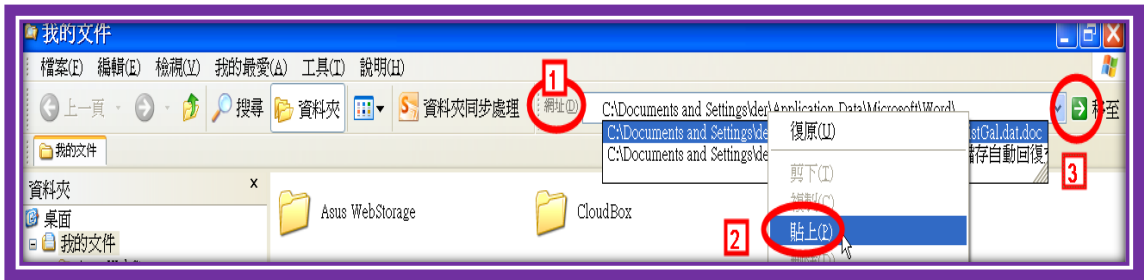 我的文件
檔案(F) 編輯(E) 檢視(V) 我的最愛(A) 工具(T) 說明(H)
1
上一頁 搜尋 資料夾 資料夾同步處理 網址(D) C:\Documents and Settings\der\Application Data\Microsoft\Word\ 移至
C:\Documents and Settings\de stGal.dat.doc
C:\Documents and Settings\de 儲存自動回復
復原(U)
我的文件
剪下(T)
3
資料夾 x
複製(C)
Asus WebStorage CloudBox
桌面
2
貼上(P)
我的文件